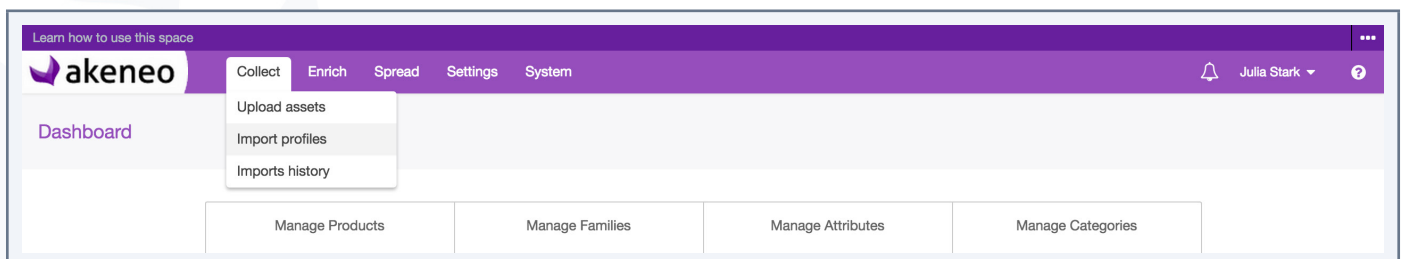 Learn how to use this space
akeneo Collect Enrich Spread Settings System Julia Stark ?
Upload assets
Dashboard
Import profiles
Imports history
Manage Products Manage Families Manage Attributes Manage Categories